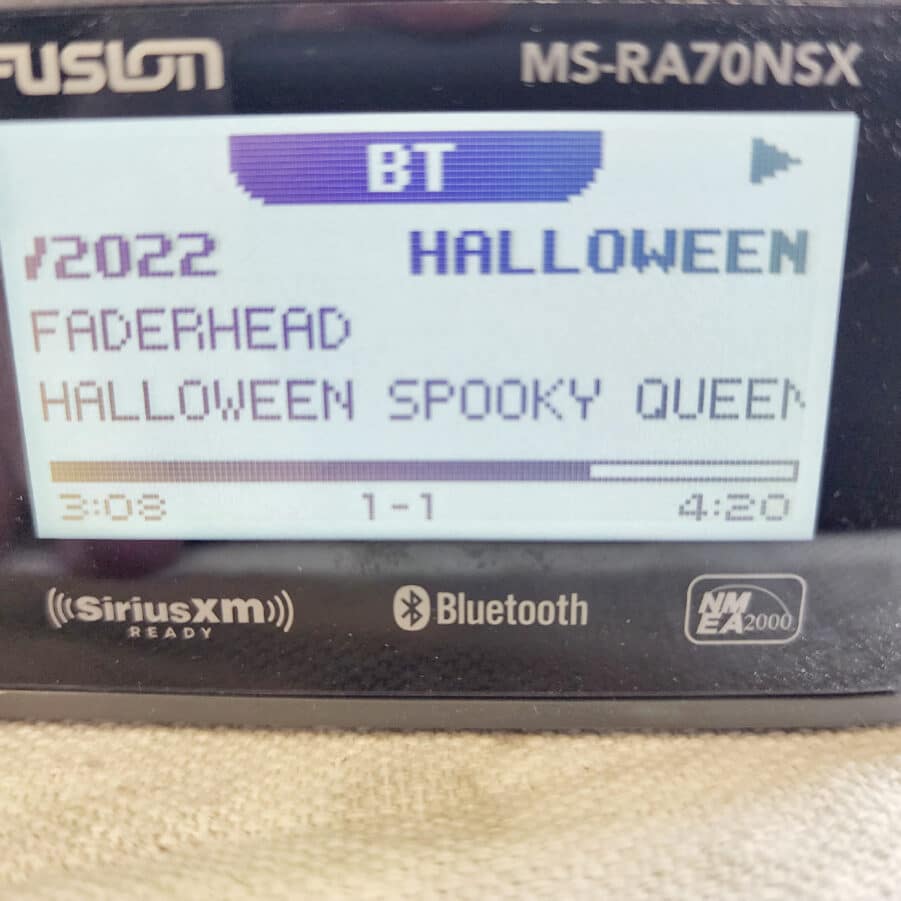 FUSION MS-RA70NSX
BT
/2022 HALLOWEEN
FADERHEAD
HALLOWEEN SPOOKY QUEEN
3:08 1-1 4:20
(((SiriusXm))) Bluetooth NMEA 2000
READY